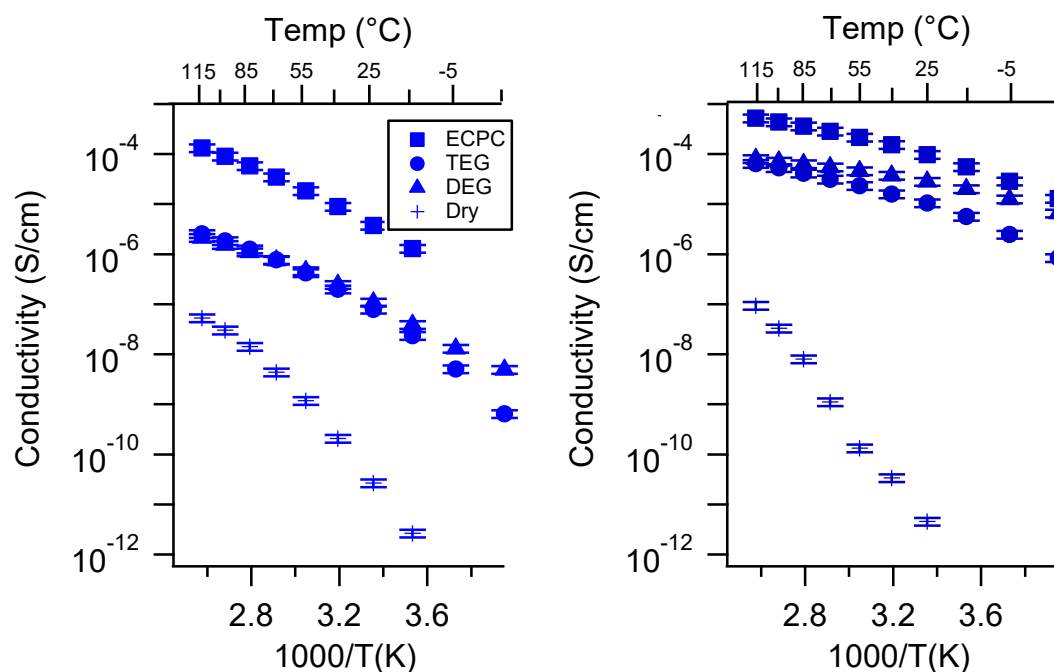 Temp (°C)
115 85 55 25 -5
10-4
10-6
10-8
10-10
10-12
Conductivity (S/cm)
ECPC
TEG
DEG
Dry
2.8 3.2 3.6
1000/T(K)
Temp (°C)
115 85 55 25 -5
10-4
10-6
10-8
10-10
10-12
Conductivity (S/cm)
2.8 3.2 3.6
1000/T(K)